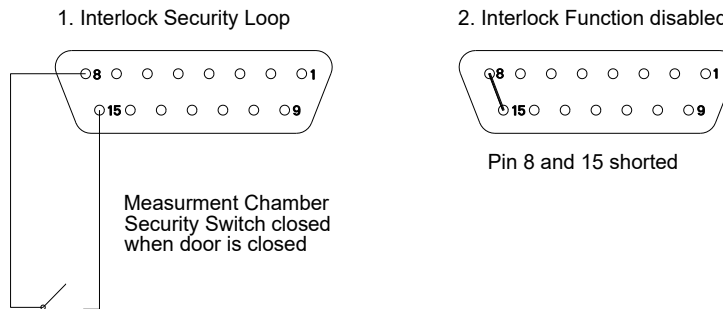 1. Interlock Security Loop
2. Interlock Function disabled
8 1
15 9
8 1
15 9
Pin 8 and 15 shorted
Measurment Chamber
Security Switch closed
when door is closed